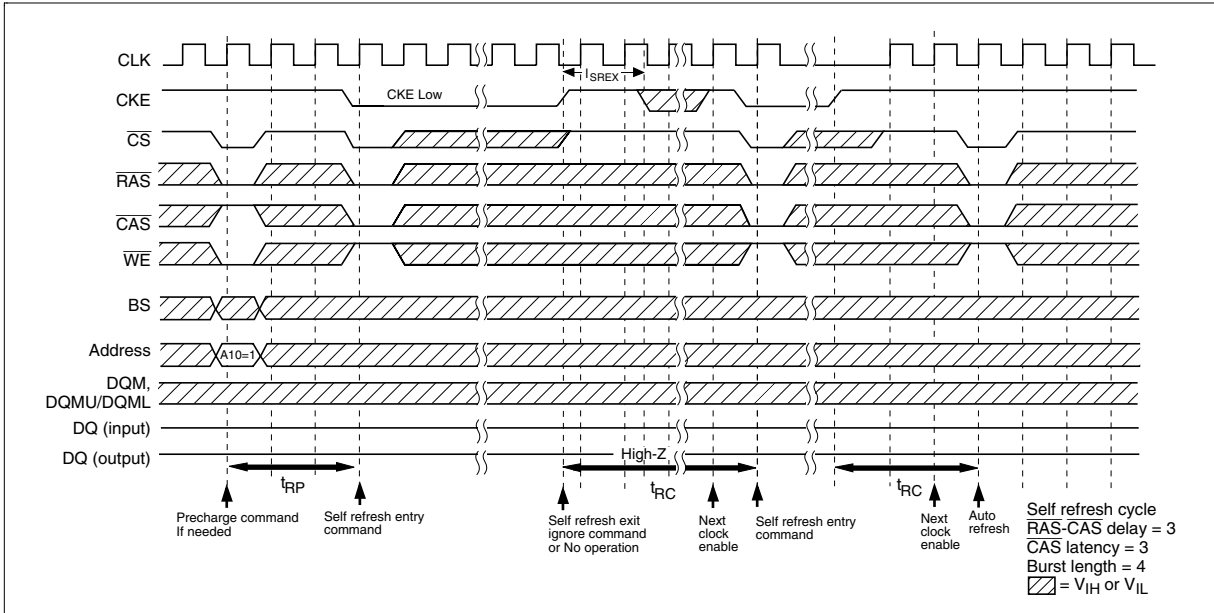 CLK
l SREX
CKE
CKE Low
CS
RAS
CAS
WE
BS
Address
A10=1
DQM,
DQMU/DQML
DQ (input)
DQ (output)
High-Z
tRP
tRC
tRC
Precharge command
If needed
Self refresh entry
command
Self refresh exit
ignore command
or No operation
Next
clock
enable
Self refresh entry
command
Next
clock
enable
Auto
refresh
Self refresh cycle
RAS-CAS delay = 3
CAS latency = 3
Burst length = 4
= VIH or VIL